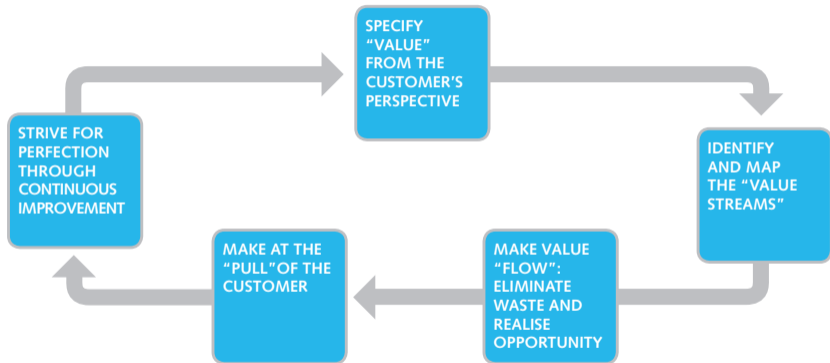 SPECIFY
“VALUE”
FROM THE
CUSTOMER’S
PERSPECTIVE
IDENTIFY
AND MAP
THE “VALUE
STREAMS”
MAKE VALUE
“FLOW”:
ELIMINATE
WASTE AND
REALISE
OPPORTUNITY
MAKE AT THE
“PULL”OF THE
CUSTOMER
STRIVE FOR
PERFECTION
THROUGH
CONTINUOUS
IMPROVEMENT